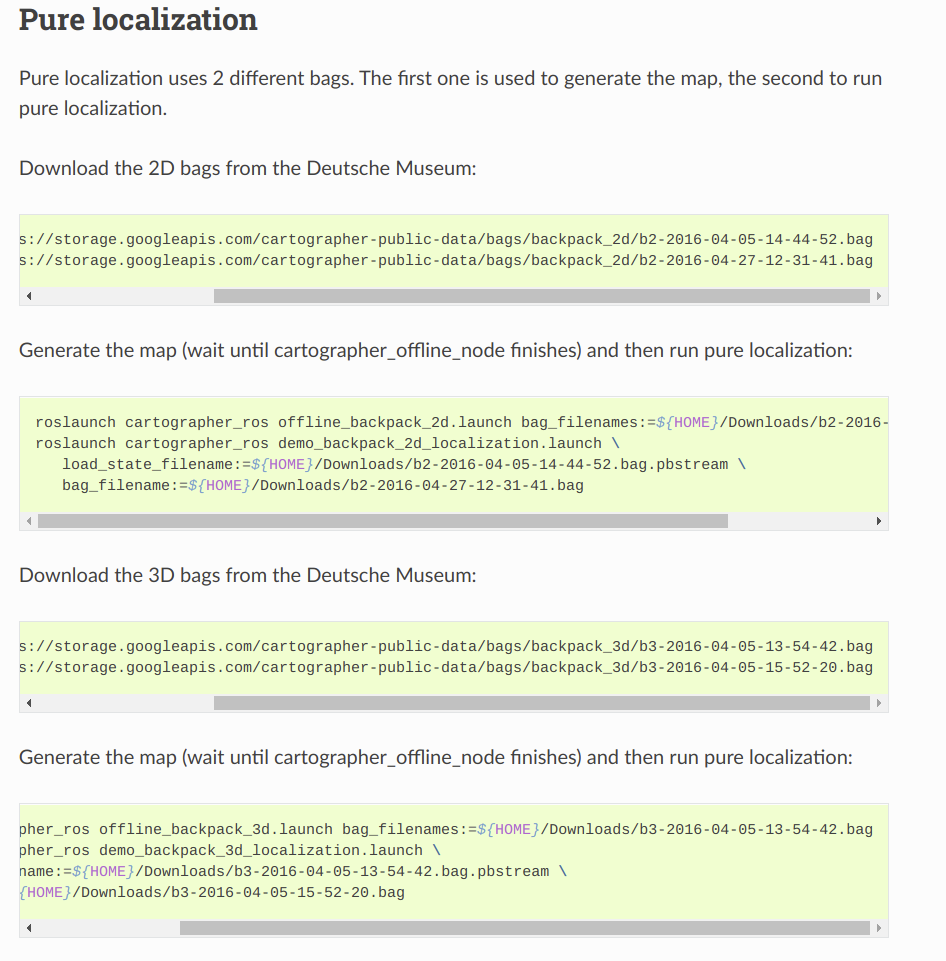 Pure localization
Pure localization uses 2 different bags. The first one is used to generate the map, the second to run
pure localization.
Download the 2D bags from the Deutsche Museum:
s://storage.googleapis.com/cartographer-public-data/bags/backpack_2d/b2-2016-04-05-14-44-52.bag
s://storage.googleapis.com/cartographer-public-data/bags/backpack_2d/b2-2016-04-27-12-31-41.bag
Generate the map (wait until cartographer_offline_node finishes) and then run pure localization:
roslaunch cartographer_ros offline_backpack_2d.launch bag_filenames:=${HOME}/Downloads/b2-2016-
roslaunch cartographer_ros demo_backpack_2d_localization.launch \
load_state_filename:=${HOME}/Downloads/b2-2016-04-05-14-44-52.bag.pbstream \
bag_filename:=${HOME}/Downloads/b2-2016-04-27-12-31-41.bag
Download the 3D bags from the Deutsche Museum:
s://storage.googleapis.com/cartographer-public-data/bags/backpack_3d/b3-2016-04-05-13-54-42.bag
s://storage.googleapis.com/cartographer-public-data/bags/backpack_3d/b3-2016-04-05-15-52-20.bag
Generate the map (wait until cartographer_offline_node finishes) and then run pure localization:
pher_ros offline_backpack_3d.launch bag_filenames:=${HOME}/Downloads/b3-2016-04-05-13-54-42.bag
pher_ros demo_backpack_3d_localization.launch \
name:=${HOME}/Downloads/b3-2016-04-05-13-54-42.bag.pbstream \
{HOME}/Downloads/b3-2016-04-05-15-52-20.bag